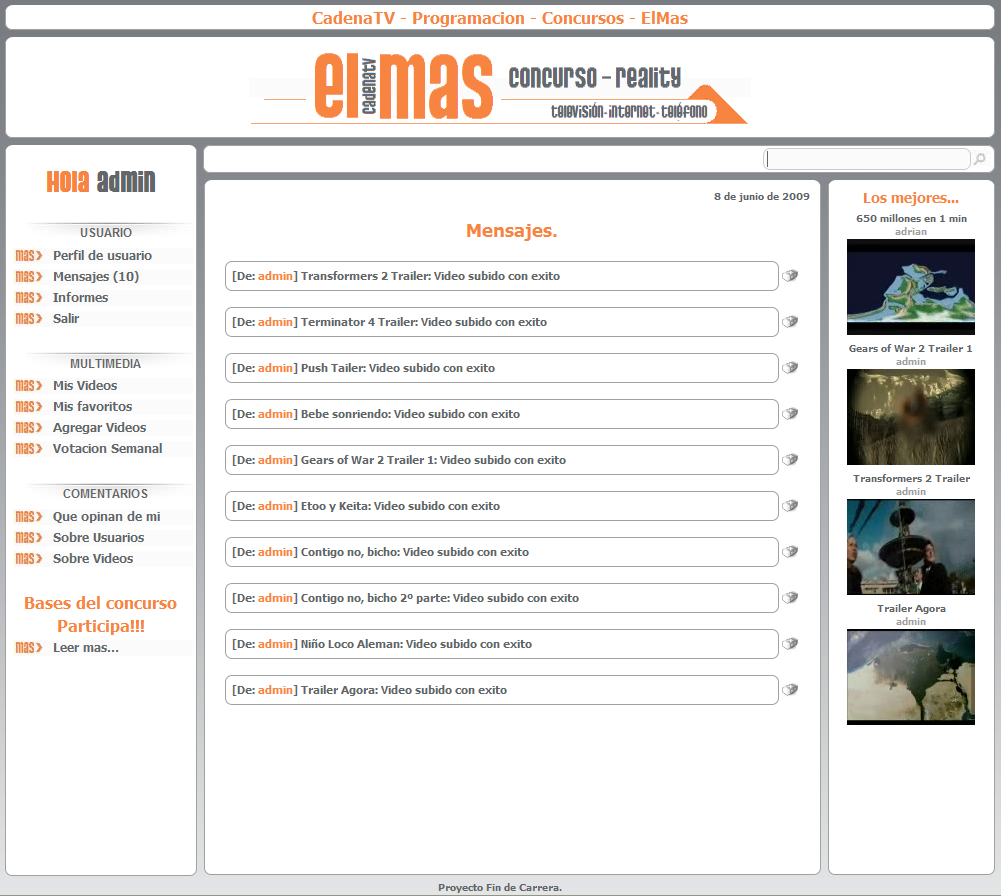 CadenaTV - Programacion - Concursos - ElMas
el cadenatv mas
concurso - reality
televisión - internet - teléfono
Hola admin
USUARIO
mas> Perfil de usuario
mas> Mensajes (10)
mas> Informes
mas> Salir
MULTIMEDIA
mas> Mis Videos
mas> Mis favoritos
mas> Agregar Videos
mas> Votacion Semanal
COMENTARIOS
mas> Que opinan de mi
mas> Sobre Usuarios
mas> Sobre Videos
Bases del concurso
Participa!!!
mas> Leer mas...
8 de junio de 2009
Mensajes.
[De: admin] Transformers 2 Trailer: Video subido con exito
[De: admin] Terminator 4 Trailer: Video subido con exito
[De: admin] Push Tailer: Video subido con exito
[De: admin] Bebe sonriendo: Video subido con exito
[De: admin] Gears of War 2 Trailer 1: Video subido con exito
[De: admin] Etoo y Keita: Video subido con exito
[De: admin] Contigo no, bicho: Video subido con exito
[De: admin] Contigo no, bicho 2º parte: Video subido con exito
[De: admin] Niño Loco Aleman: Video subido con exito
[De: admin] Trailer Agora: Video subido con exito
Los mejores...
650 millones en 1 min
adrian
Gears of War 2 Trailer 1
admin
Transformers 2 Trailer
admin
Trailer Agora
admin
Proyecto Fin de Carrera.